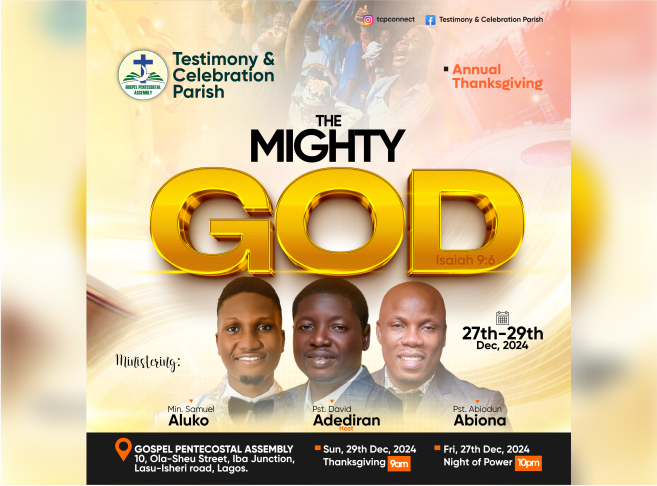 tcpconnect
Testimony & Celebration Parish
GOSPEL PENTECOSTAL
ASSEMBLY
Testimony &
Celebration
Parish
Annual
Thanksgiving
THE
MIGHTY
GOD
Isaiah 9:6
27th-29th
Dec, 2024
Ministering:
Min. Samuel
Aluko
Pst. David
Adediran
Host
Pst. Abiodun
Abiona
GOSPEL PENTECOSTAL ASSEMBLY
10, Ola-Sheu Street, Iba Junction,
Lasu-Isheri road, Lagos.
Sun, 29th Dec, 2024
Thanksgiving 9am
Fri, 27th Dec, 2024
Night of Power 10pm